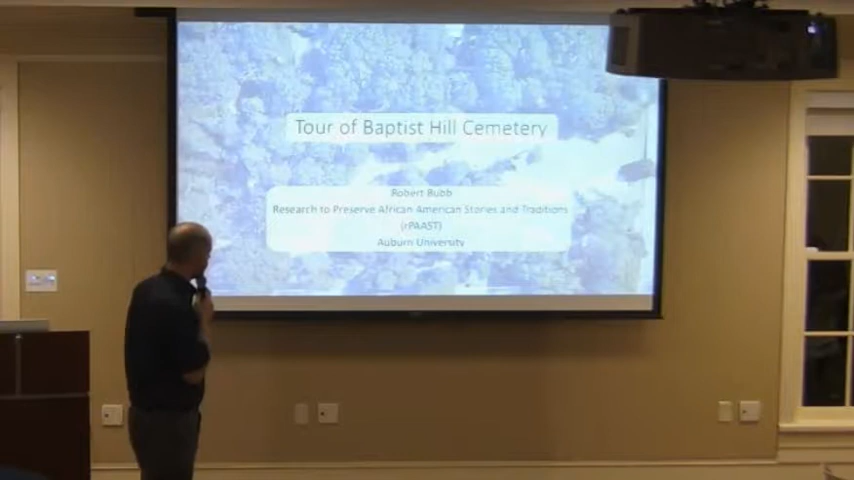 Tour of Baptist Hill Cemetery
Robert Bubb
Research to Preserve African American Stories and Traditions
(rPAAST)
Auburn University